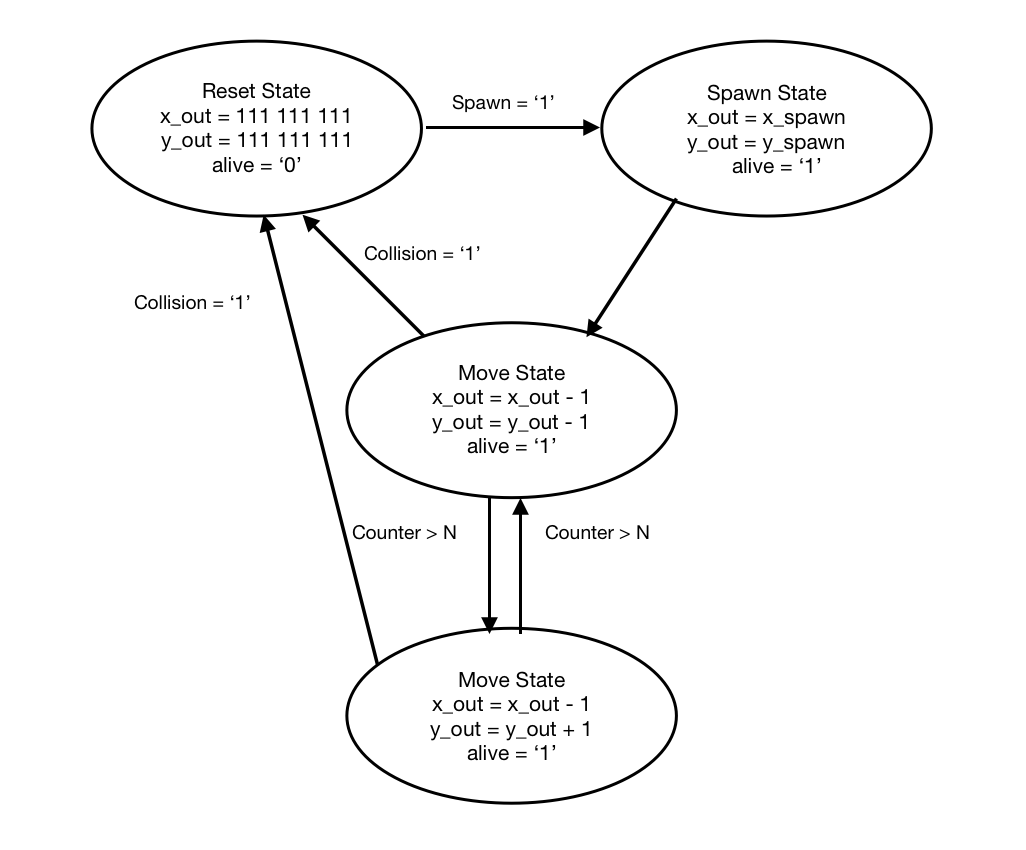 Reset State
x_out = 111 111 111
y_out = 111 111 111
alive = ‘0’
Spawn = ‘1’
Spawn State
x_out = x_spawn
y_out = y_spawn
alive = ‘1’
Collision = ‘1’
Collision = ‘1’
Move State
x_out = x_out - 1
y_out = y_out - 1
alive = ‘1’
Counter > N
Counter > N
Move State
x_out = x_out - 1
y_out = y_out + 1
alive = ‘1’